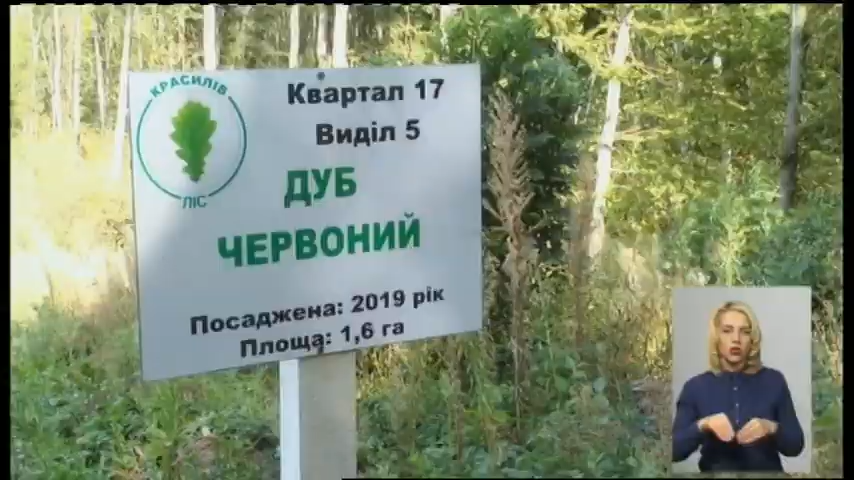 КРАСИЛІВ
ЛІС
Квартал 17
Виділ 5
ДУБ
ЧЕРВОНИЙ
Посаджена: 2019 рік
Площа: 1,6 га